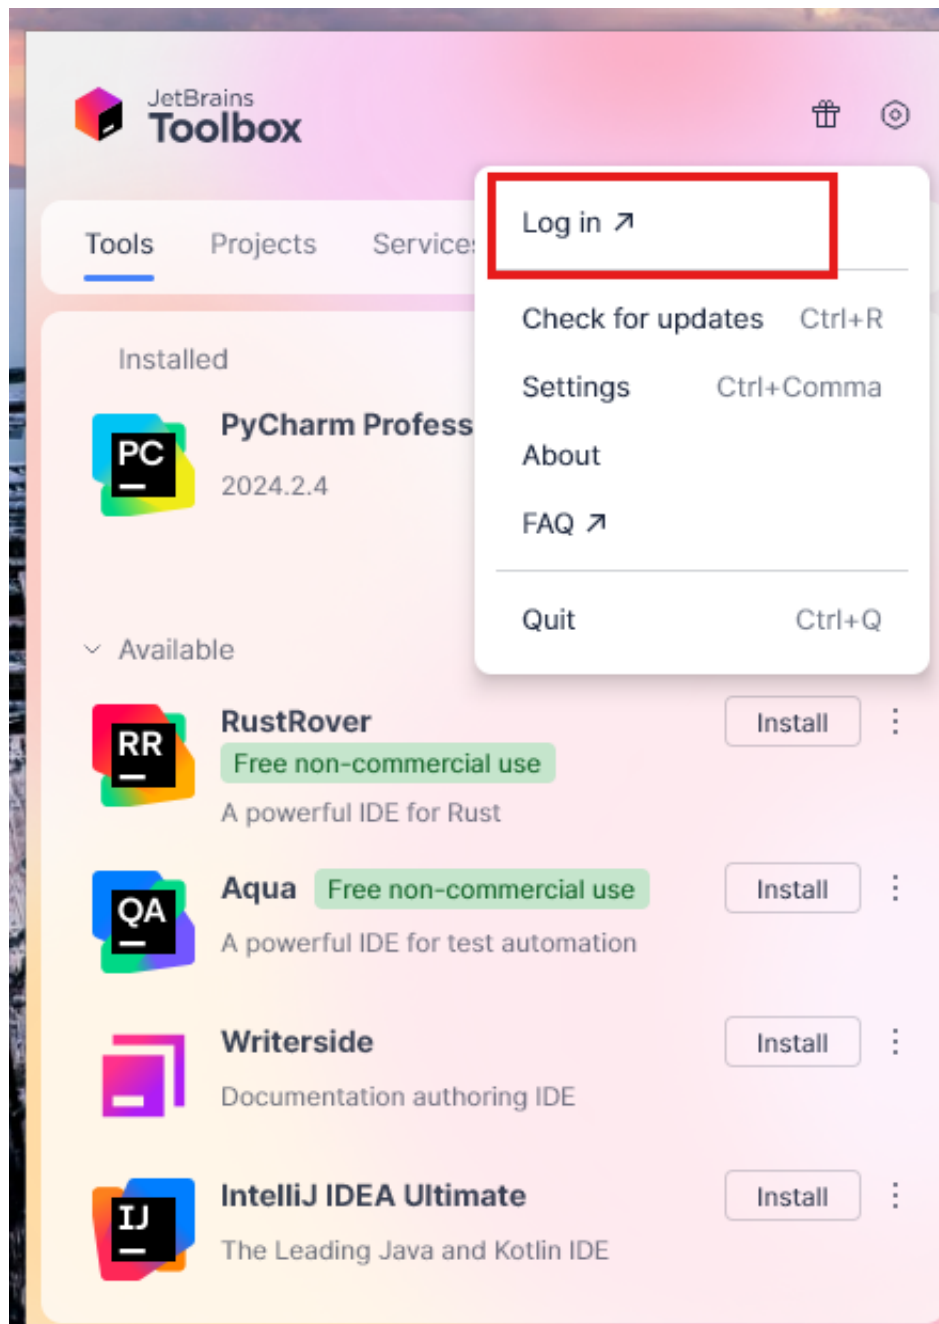 JetBrains
Toolbox
Log in ↗
Tools Projects Services
Check for updates Ctrl+R
Installed
Settings Ctrl+Comma
PyCharm Profess
PC
About
2024.2.4
FAQ ↗
Quit Ctrl+Q
Available
RustRover Install
RR
Free non-commercial use
A powerful IDE for Rust
Aqua Free non-commercial use Install
QA
A powerful IDE for test automation
Writerside Install
Documentation authoring IDE
IntelliJ IDEA Ultimate Install
IJ
The Leading Java and Kotlin IDE